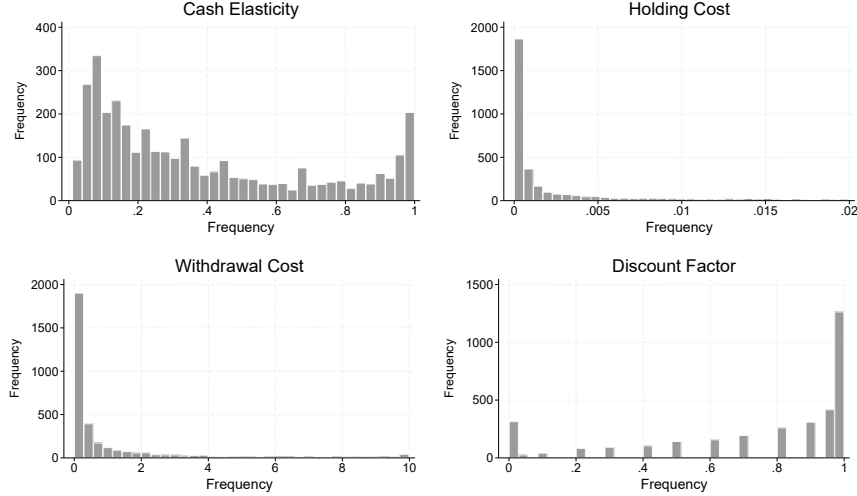 Cash Elasticity
Frequency
400
300
200
100
0
0 .2 .4 .6 .8 1
Frequency
Holding Cost
Frequency
2000
1500
1000
500
0
0 .005 .01 .015 .02
Frequency
Withdrawal Cost
Frequency
2000
1500
1000
500
0
0 2 4 6 8 10
Frequency
Discount Factor
Frequency
1500
1000
500
0
0 .2 .4 .6 .8 1
Frequency